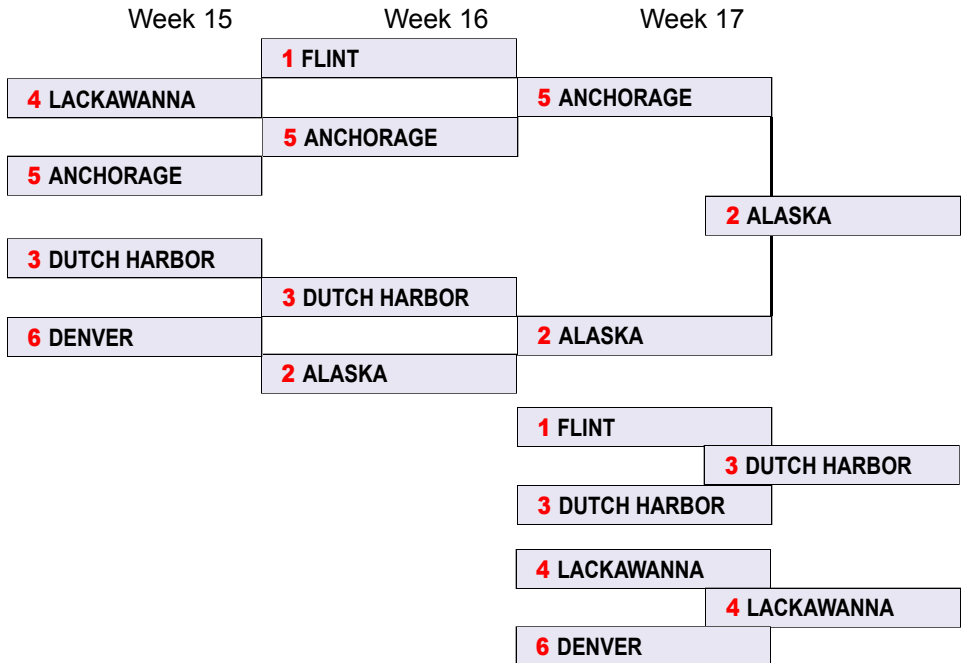 Week 15 Week 16 Week 17
1 FLINT
4 LACKAWANNA
5 ANCHORAGE
5 ANCHORAGE
5 ANCHORAGE
2 ALASKA
3 DUTCH HARBOR
3 DUTCH HARBOR
6 DENVER
2 ALASKA
2 ALASKA
1 FLINT
3 DUTCH HARBOR
3 DUTCH HARBOR
4 LACKAWANNA
4 LACKAWANNA
6 DENVER